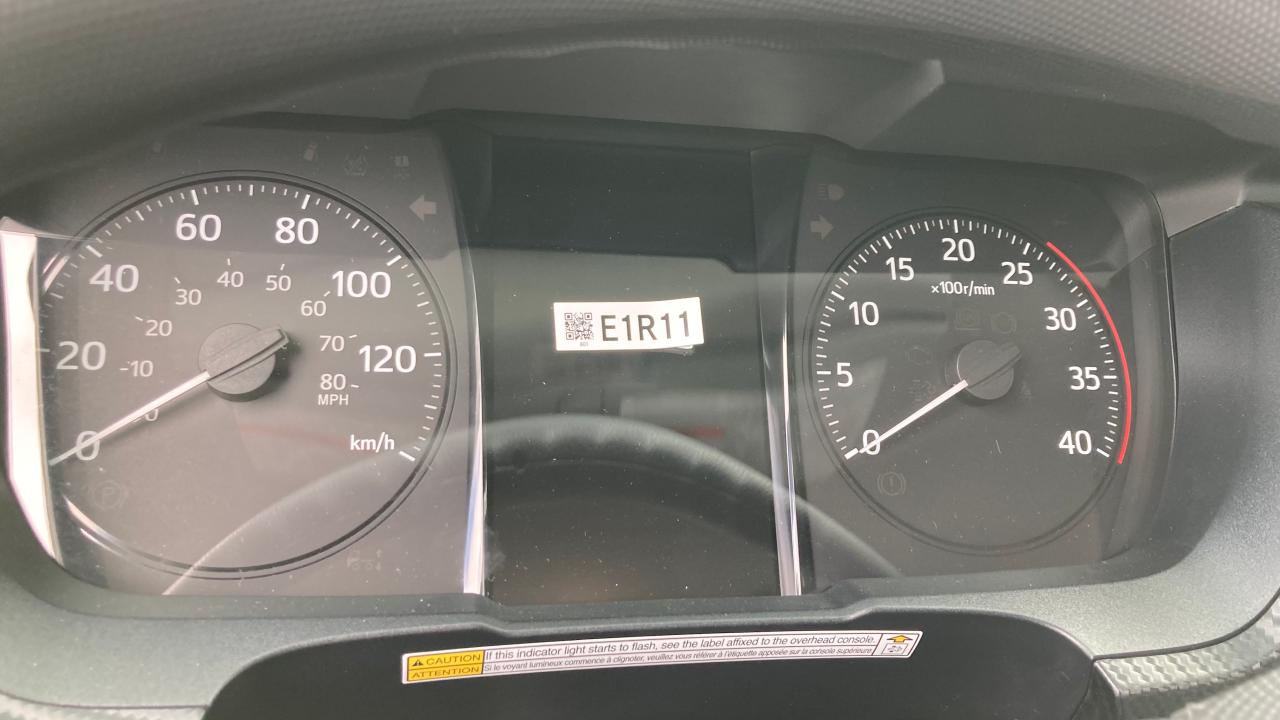 60 80
40 100
20 120
0 km/h
40 50
30 60
20 70
10 80
0 MPH
E1R11
801
20
15 25
x100r/min
10 30
5 35
0 40
CAUTION If this indicator light starts to flash, see the label affixed to the overhead console.
ATTENTION Si le voyant lumineux commence à clignoter, veuillez vous référer à l'étiquette apposée sur la console supérieure.